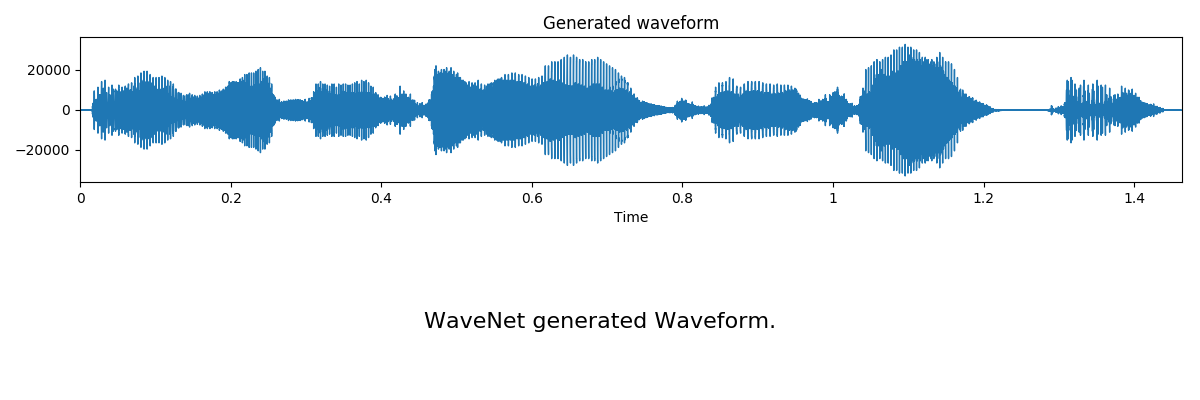 Generated waveform
20000
0
−20000
0 0.2 0.4 0.6 0.8 1 1.2 1.4
Time
WaveNet generated Waveform.